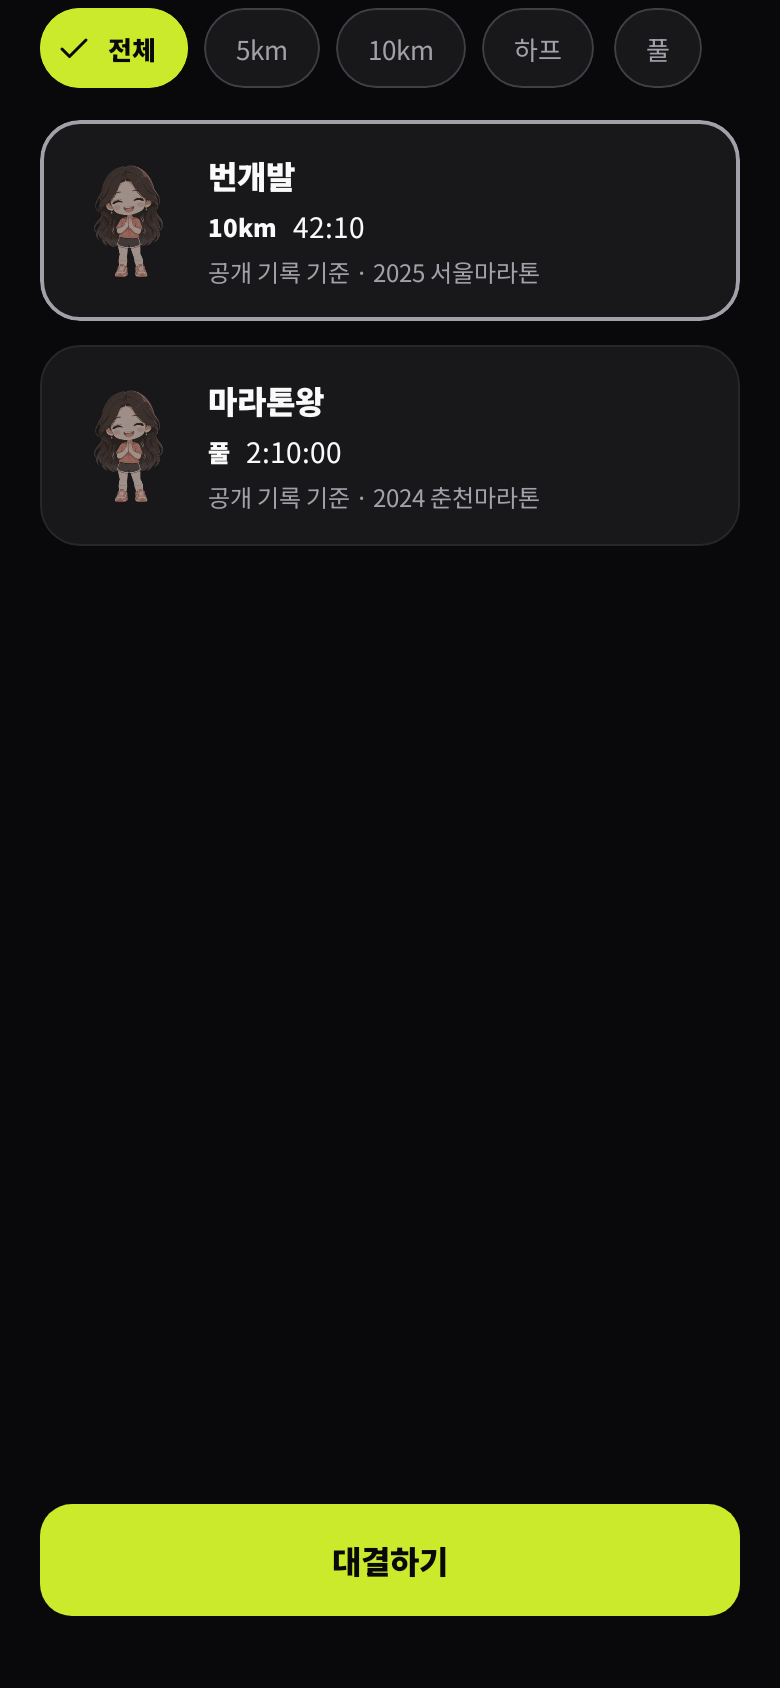 전체 5km 10km 하프 풀
번개발
10km 42:10
공개 기록 기준 · 2025 서울마라톤
마라톤왕
풀 2:10:00
공개 기록 기준 · 2024 춘천마라톤
대결하기